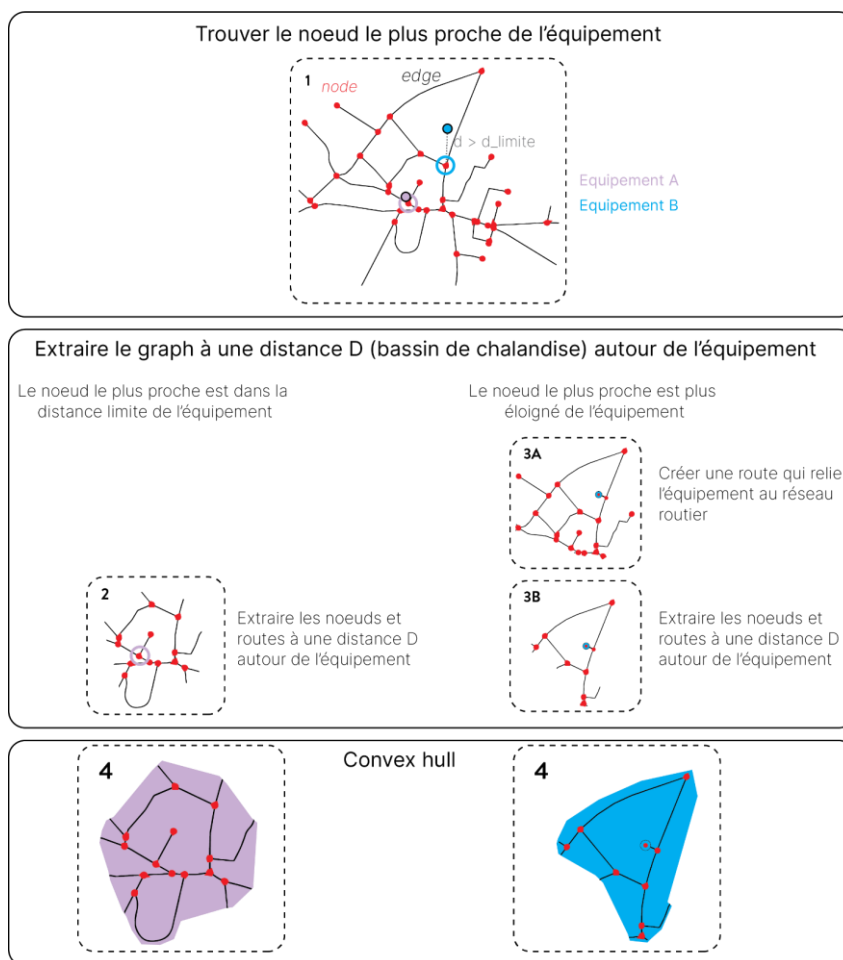 Trouver le noeud le plus proche de l'équipement
1
node
edge
d > d_limite
Equipement A
Equipement B
Extraire le graph à une distance D (bassin de chalandise) autour de l'équipement
Le noeud le plus proche est dans la
distance limite de l'équipement
Le noeud le plus proche est plus
éloigné de l'équipement
3A
Créer une route qui relie
l'équipement au réseau
routier
2
Extraire les noeuds et
routes à une distance D
autour de l'équipement
3B
Extraire les noeuds et
routes à une distance D
autour de l'équipement
Convex hull
4
4